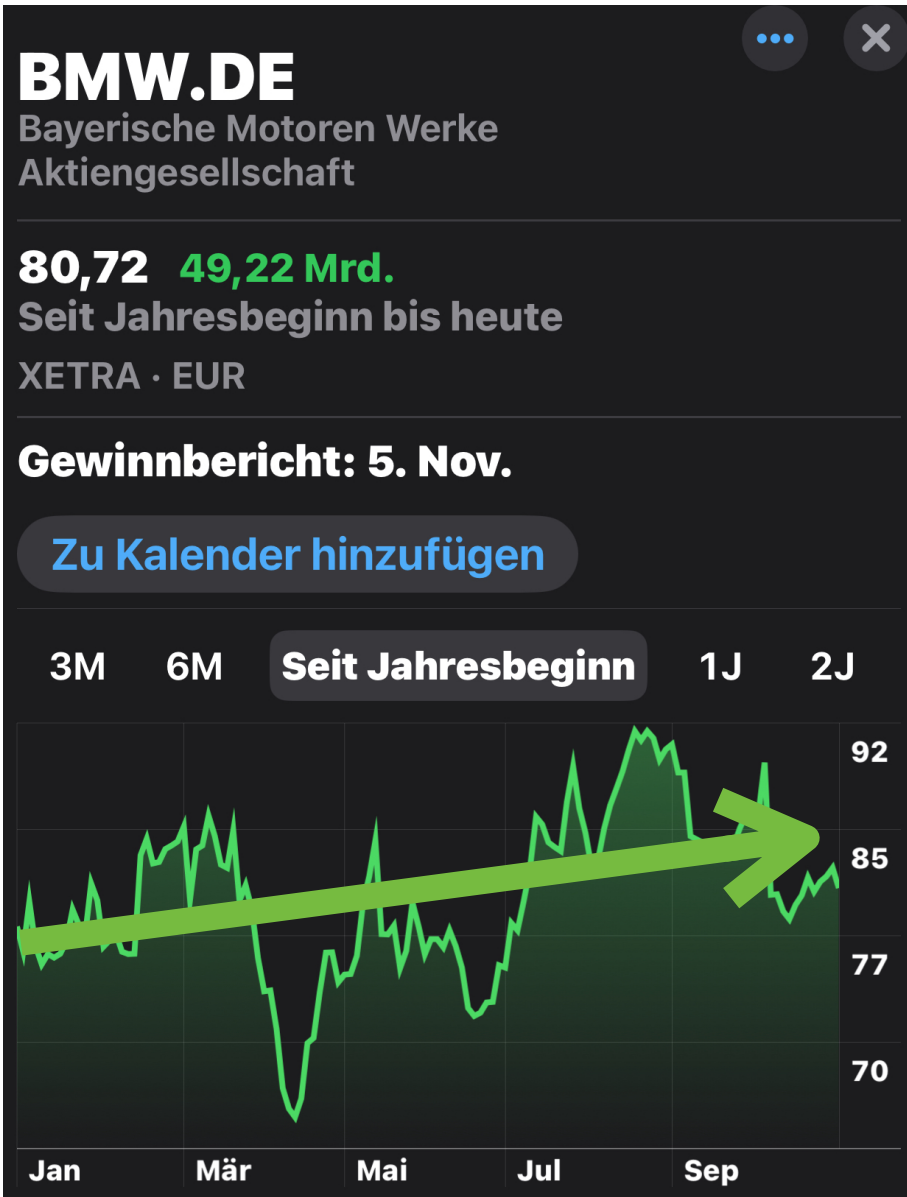 BMW.DE
Bayerische Motoren Werke
Aktiengesellschaft
80,72 49,22 Mrd.
Seit Jahresbeginn bis heute
XETRA · EUR
Gewinnbericht: 5. Nov.
Zu Kalender hinzufügen
3M 6M Seit Jahresbeginn 1J 2J
92
85
77
70
Jan Mär Mai Jul Sep